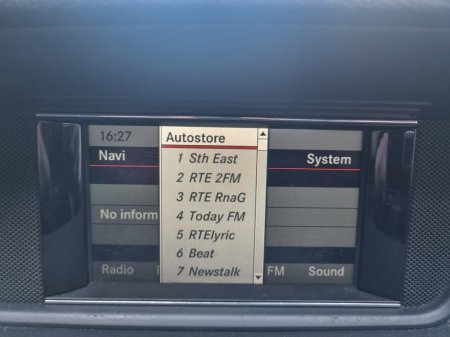 16:27
Autostore
Navi
System
1 Sth East
2 RTE 2FM
3 RTE RnaG
4 Today FM
5 RTElyric
6 Beat
7 Newstalk
No inform
Radio
FM
Sound